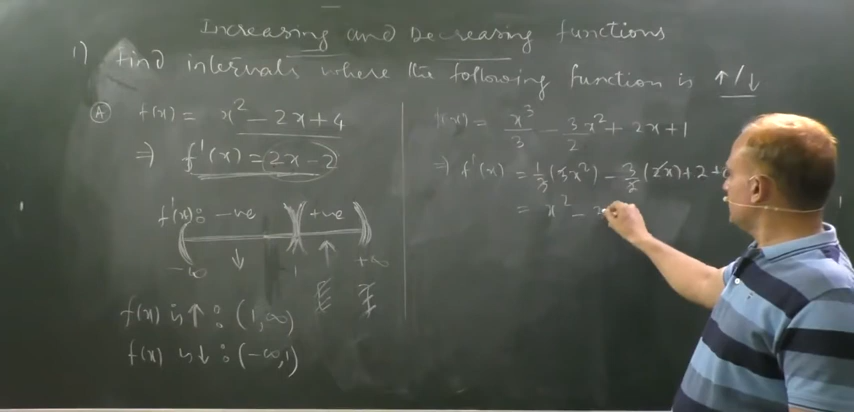 Increasing and Decreasing functions
1) Find intervals where the following function is ↑/↓
Ⓐ f(x) = x² - 2x + 4
⇒ f'(x) = 2x - 2
f'(x) : -ve +ve
-∞ ↓ 1 ↑ +∞
f(x) is ↑ : (1, ∞)
f(x) is ↓ : (-∞, 1)
f(x) = x³/3 - 3x²/2 + 2x + 1
⇒ f'(x) = 1/3 (3x²) - 3/2 (2x) + 2 +
= x² -